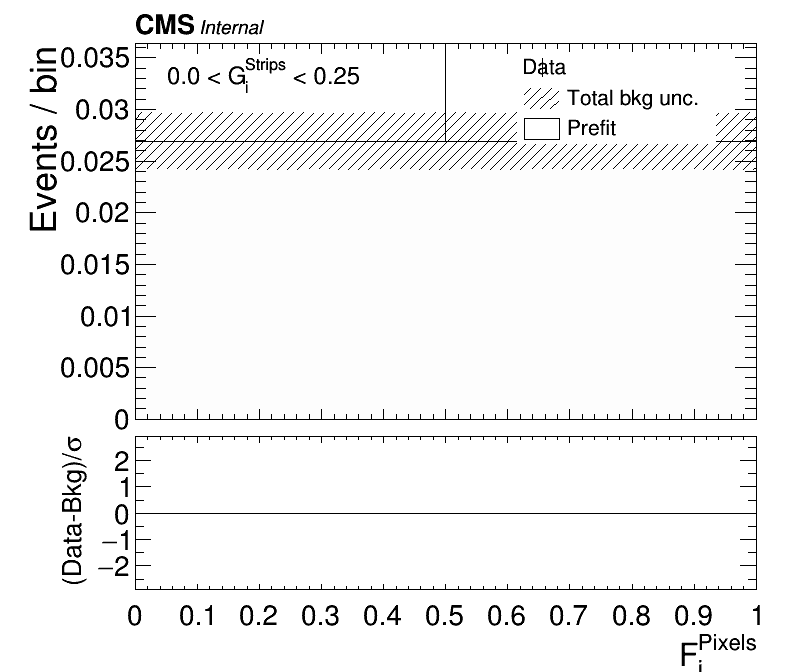 CMS Internal
Events / bin
0.035
0.03
0.025
0.02
0.015
0.01
0.005
0
0.0 < G_i^Strips < 0.25
Data
Total bkg unc.
Prefit
(Data-Bkg)/σ
2
1
0
−1
−2
0 0.1 0.2 0.3 0.4 0.5 0.6 0.7 0.8 0.9 1
F_i^Pixels